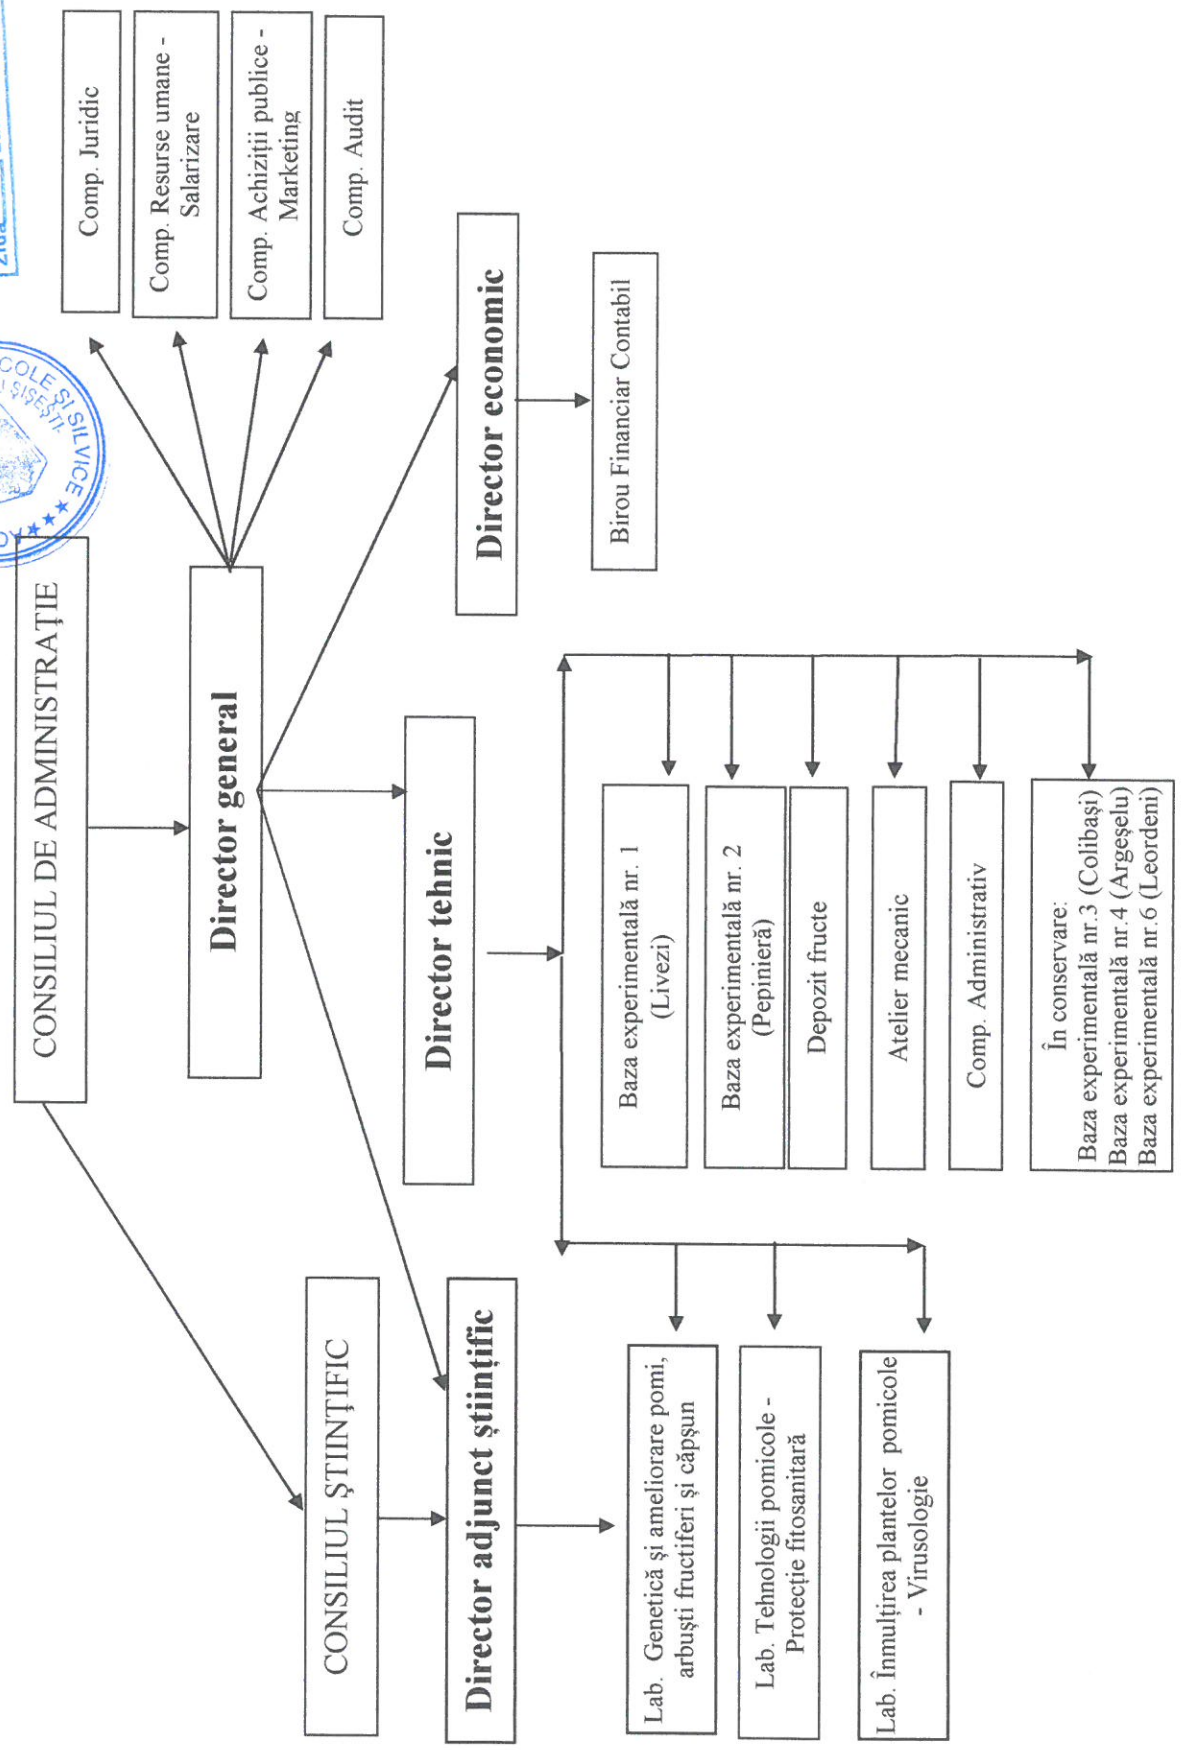 CONSILIUL DE ADMINISTRAȚIE
COLE ȘI SILVICE
ȘIȘEȘTI-
Director general
Comp. Juridic
Comp. Resurse umane -
Salarizare
Comp. Achiziții publice -
Marketing
Comp. Audit
CONSILIUL ȘTIINȚIFIC
Director adjunct științific
Director tehnic
Director economic
Birou Financiar Contabil
Lab. Genetică și ameliorare pomi,
arbuști fructiferi și căpșun
Lab. Tehnologii pomicole -
Protecție fitosanitară
Lab. Înmulțirea plantelor pomicole
- Virusologie
Baza experimentală nr. 1
(Livezi)
Baza experimentală nr. 2
(Pepinieră)
Depozit fructe
Atelier mecanic
Comp. Administrativ
În conservare:
Baza experimentală nr.3 (Colibași)
Baza experimentală nr.4 (Argeșelu)
Baza experimentală nr.6 (Leordeni)